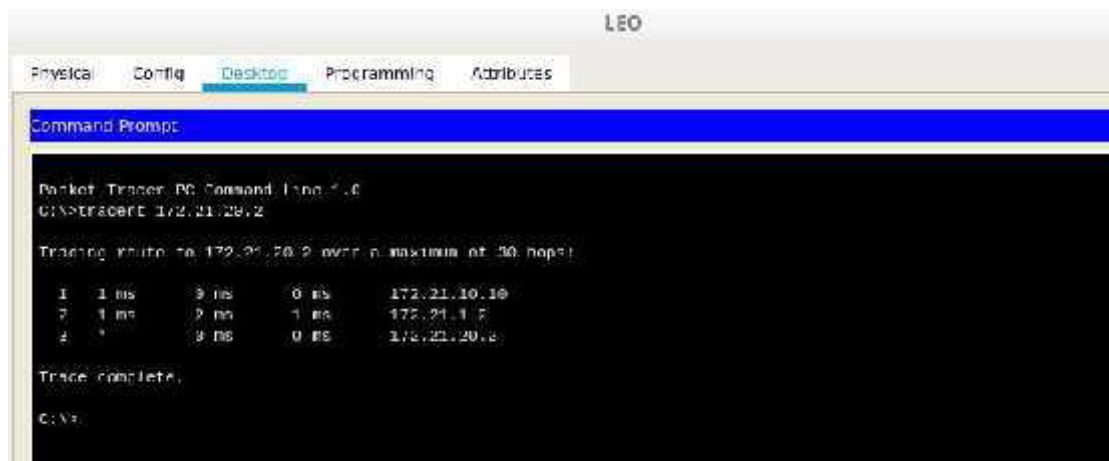 LEO
Physical Config Desktop Programming Attributes
Command Prompt
Packet Tracer PC Command Line 1.0
C:\>tracert 172.21.20.2
Tracing route to 172.21.20.2 over a maximum of 30 hops:
1 1 ms 0 ms 0 ms 172.21.10.10
2 1 ms 2 ms 1 ms 172.21.1.2
3 * 0 ms 0 ms 172.21.20.2
Trace complete.
C:\>